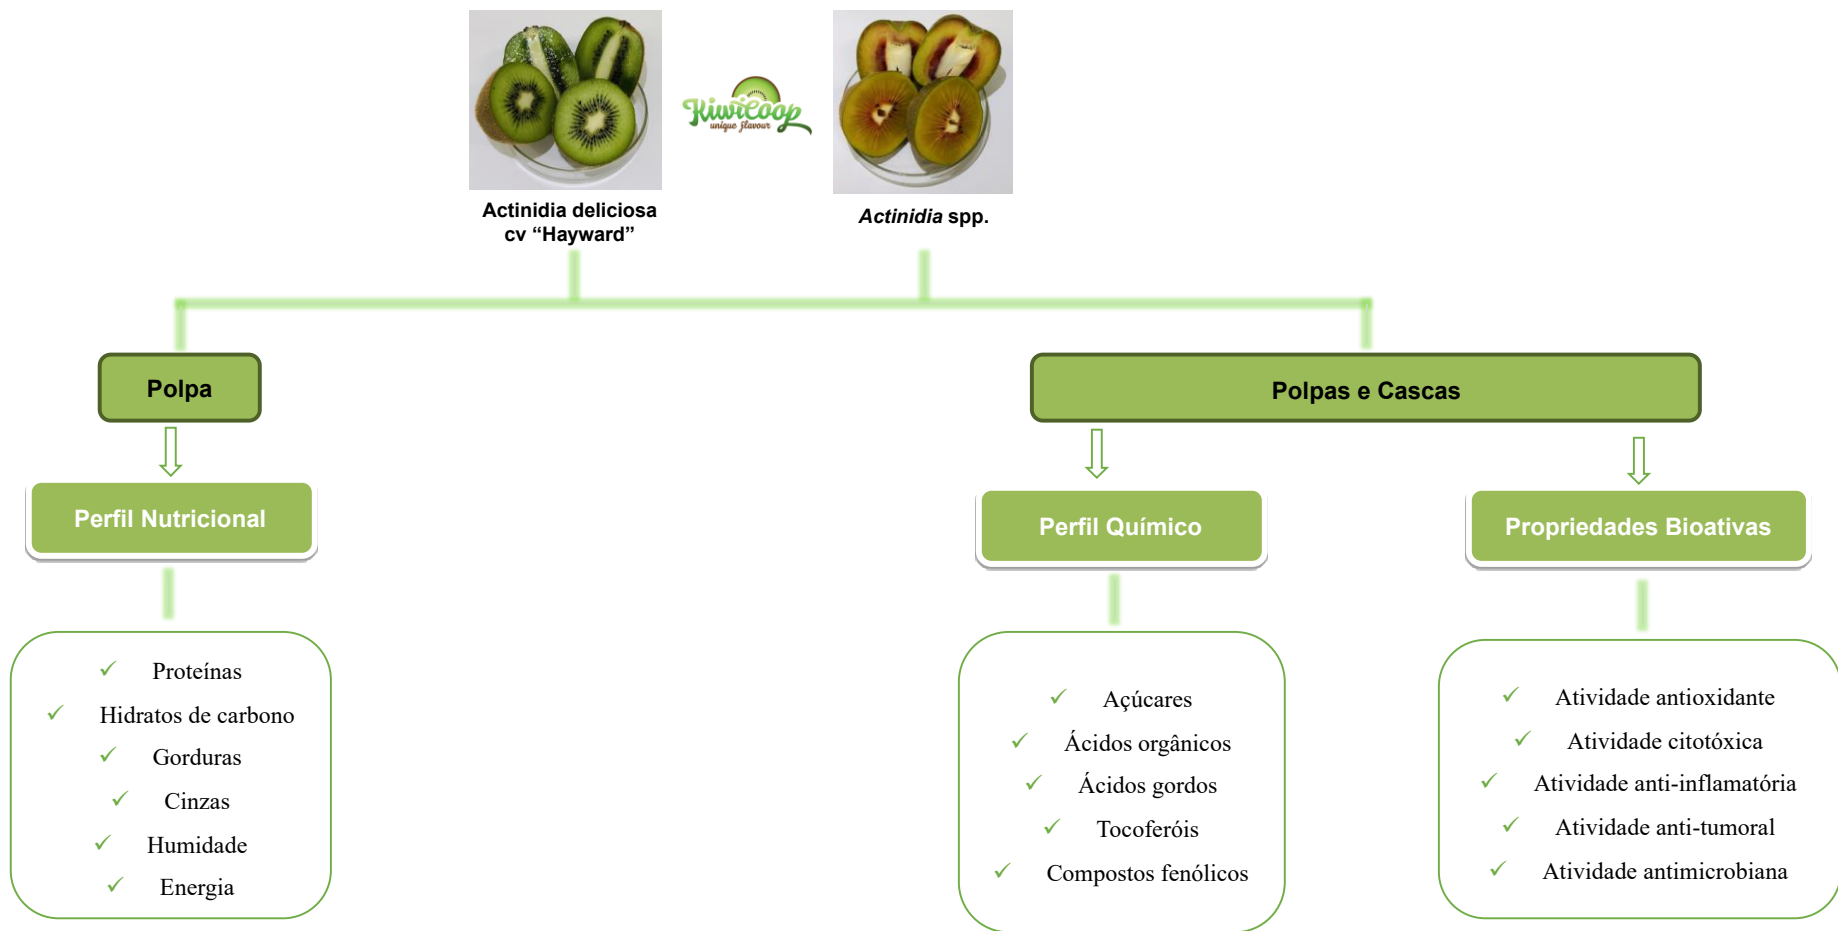 KiwiCoop
unique flavour
Actinidia deliciosa
cv “Hayward”
Actinidia spp.
Polpa
Polpas e Cascas
Perfil Nutricional
Perfil Químico
Propriedades Bioativas
Proteínas
Hidratos de carbono
Gorduras
Cinzas
Humidade
Energia
Açúcares
Ácidos orgânicos
Ácidos gordos
Tocoferóis
Compostos fenólicos
Atividade antioxidante
Atividade citotóxica
Atividade anti-inflamatória
Atividade anti-tumoral
Atividade antimicrobiana